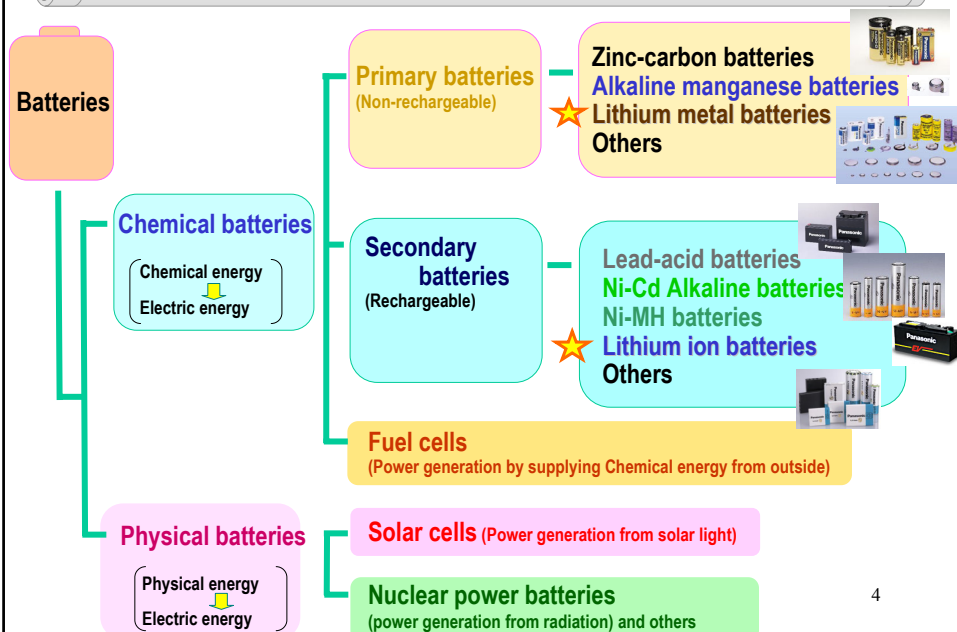 Batteries
Chemical batteries
Chemical energy
Electric energy
Primary batteries
(Non-rechargeable)
Zinc-carbon batteries
Alkaline manganese batteries
Lithium metal batteries
Others
Secondary
batteries
(Rechargeable)
Lead-acid batteries
Ni-Cd Alkaline batteries
Ni-MH batteries
Lithium ion batteries
Others
Panasonic
Panasonic
Fuel cells
(Power generation by supplying Chemical energy from outside)
Physical batteries
Physical energy
Electric energy
Solar cells (Power generation from solar light)
Nuclear power batteries
(power generation from radiation) and others
4